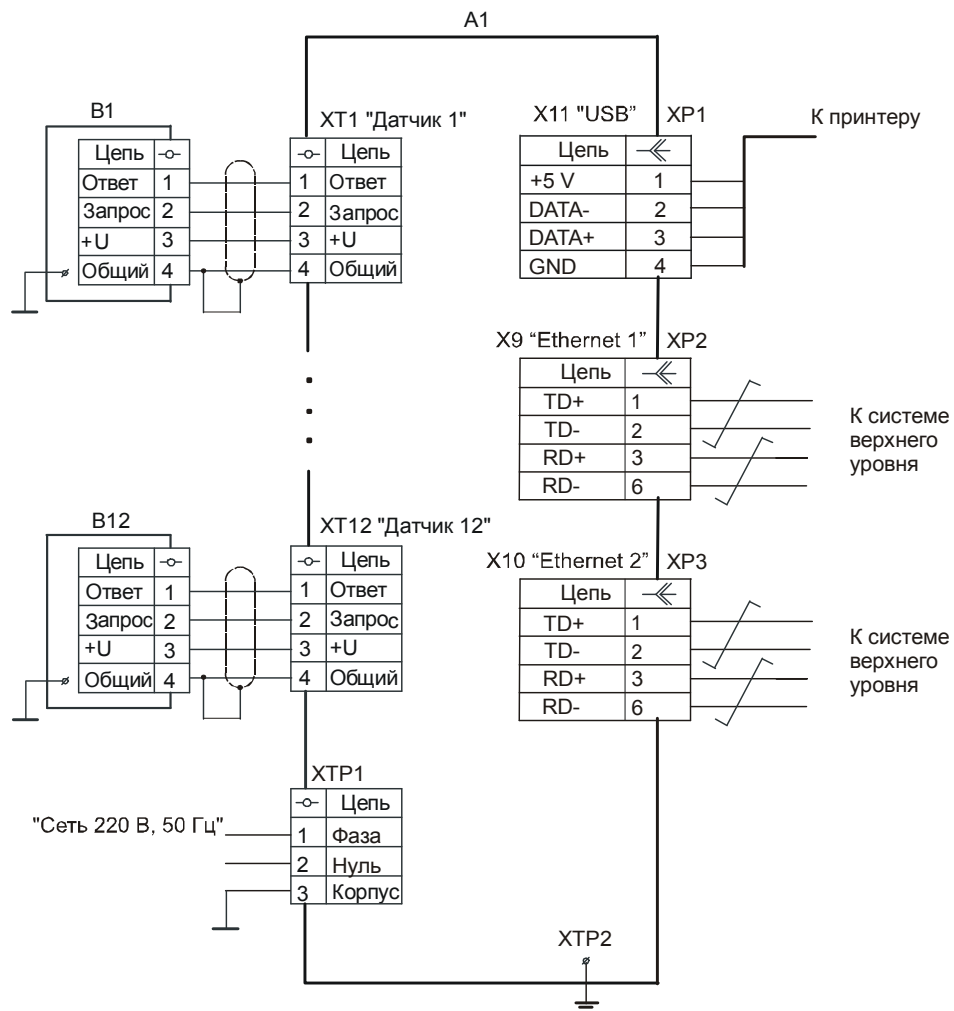 A1
B1
Цепь
Ответ 1
Запрос 2
+U 3
Общий 4
XT1 "Датчик 1"
Цепь
1 Ответ
2 Запрос
3 +U
4 Общий
X11 "USB” XP1
Цепь
+5 V 1
DATA- 2
DATA+ 3
GND 4
К принтеру
X9 “Ethernet 1” XP2
Цепь
TD+ 1
TD- 2
RD+ 3
RD- 6
К системе
верхнего
уровня
B12
Цепь
Ответ 1
Запрос 2
+U 3
Общий 4
XT12 "Датчик 12"
Цепь
1 Ответ
2 Запрос
3 +U
4 Общий
X10 “Ethernet 2” XP3
Цепь
TD+ 1
TD- 2
RD+ 3
RD- 6
К системе
верхнего
уровня
XTP1
Цепь
"Сеть 220 В, 50 Гц"
1 Фаза
2 Нуль
3 Корпус
XTP2